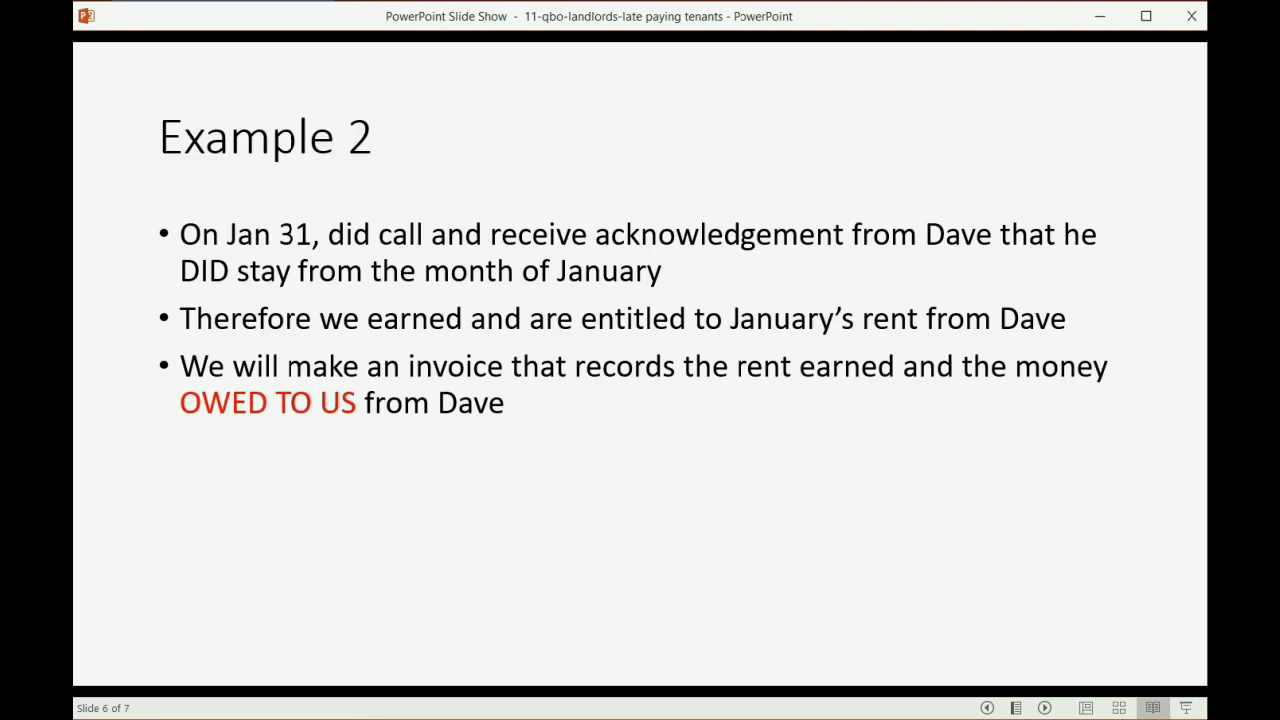 PowerPoint Slide Show - 11-qbo-landlords-late paying tenants - PowerPoint
Example 2
• On Jan 31, did call and receive acknowledgement from Dave that he
DID stay from the month of January
• Therefore we earned and are entitled to January’s rent from Dave
• We will make an invoice that records the rent earned and the money
OWED TO US from Dave
Slide 6 of 7